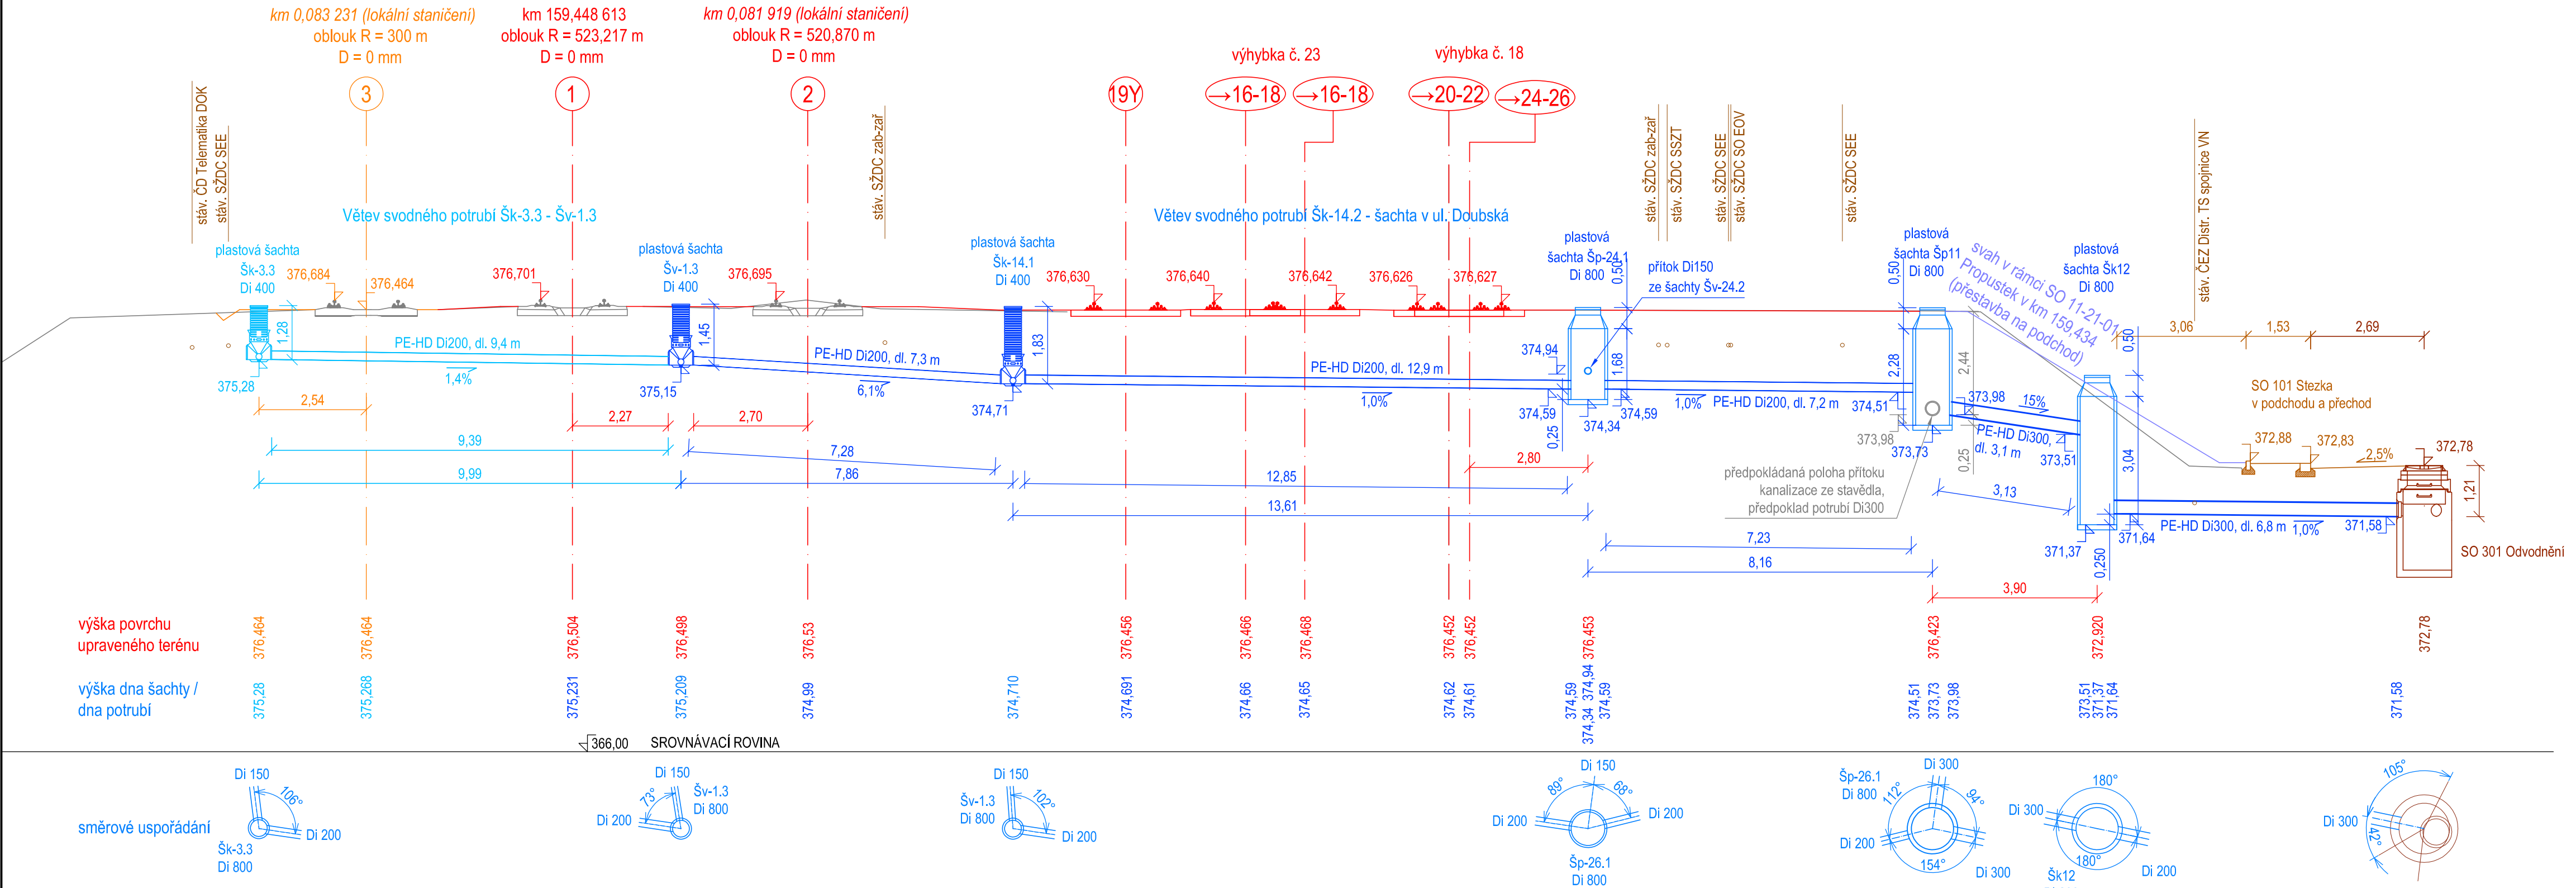 km 0,083 231 (lokální staničení)
oblouk R = 300 m
D = 0 mm
km 159,448 613
oblouk R = 523,217 m
D = 0 mm
km 0,081 919 (lokální staničení)
oblouk R = 520,870 m
D = 0 mm
výhybka č. 23
výhybka č. 18
3
1
2
19Y
→16-18
→16-18
→20-22
→24-26
stáv. ČD Telematika DOK
stáv. SŽDC SEE
stáv. SŽDC zab-zař
stáv. SŽDC zab-zař
stáv. SŽDC SSZT
stáv. SŽDC SEE
stáv. SŽDC SO EOV
stáv. SŽDC SEE
stáv. ČEZ Distr. TS spojnice VN
Větev svodného potrubí Šk-3.3 - Šv-1.3
Větev svodného potrubí Šk-14.2 - šachta v ul. Doubská
plastová šachta
Šk-3.3
Di 400
plastová šachta
Šv-1.3
Di 400
plastová šachta
Šk-14.1
Di 400
plastová
šachta Šp-24.1
Di 800
přítok Di150
ze šachty Šv-24.2
plastová
šachta Šp11
Di 800
plastová
šachta Šk12
Di 800
svah v rámci SO 11-21-01
Propustek v km 159,434
(přestavba na podchod)
376,684
376,464
376,701
376,695
376,630
376,640
376,642
376,626
376,627
1,28
1,45
1,83
0,50
1,68
0,50
2,28
2,44
0,50
3,04
3,06
1,53
2,69
PE-HD Di200, dl. 9,4 m
1,4%
PE-HD Di200, dl. 7,3 m
6,1%
PE-HD Di200, dl. 12,9 m
1,0%
PE-HD Di200, dl. 7,2 m
1,0%
PE-HD Di300,
dl. 3,1 m
15%
PE-HD Di300, dl. 6,8 m
1,0%
375,28
375,15
374,71
374,94
374,59
374,34
374,59
0,25
374,51
373,98
373,73
373,98
0,25
373,51
371,37
371,64
0,250
371,58
SO 101 Stezka
v podchodu a přechod
372,88
372,83
2,5%
372,78
1,21
SO 301 Odvodnění
předpokládaná poloha přítoku
kanalizace ze stavědla,
předpoklad potrubí Di300
2,54
2,27
2,70
9,39
9,99
7,28
7,86
12,85
13,61
2,80
7,23
8,16
3,13
3,90
výška povrchu
upraveného terénu
376,464
376,464
376,504
376,498
376,53
376,456
376,466
376,468
376,452
376,452
376,453
376,423
372,920
372,78
výška dna šachty /
dna potrubí
375,28
375,268
375,231
375,209
374,99
374,710
374,691
374,66
374,65
374,62
374,61
374,59
374,34 374,94
374,59
374,51
373,73
373,98
373,51
371,37
371,64
371,58
366,00 SROVNÁVACÍ ROVINA
směrové uspořádání
Di 150
106°
Di 200
Šk-3.3
Di 800
Di 150
73°
Šv-1.3
Di 800
Di 200
Di 150
Šv-1.3
Di 800
102°
Di 200
Di 150
89°
68°
Di 200
Di 200
Šp-26.1
Di 800
Šp-26.1
Di 800
Di 300
112°
94°
Di 200
154°
Di 300
180°
Di 300
180°
Šk12
Di 200
105°
Di 300
42°